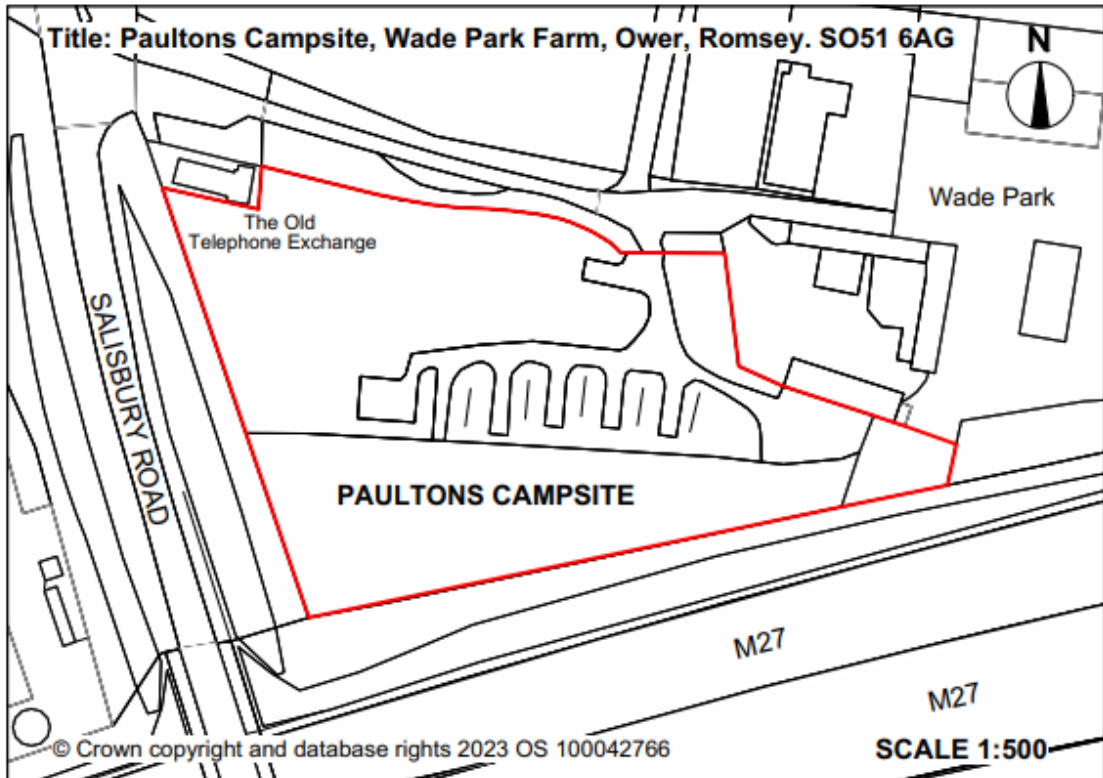 Title: Paultons Campsite, Wade Park Farm, Ower, Romsey. SO51 6AG
N
Wade Park
The Old
Telephone Exchange
SALISBURY ROAD
PAULTONS CAMPSITE
M27
M27
© Crown copyright and database rights 2023 OS 100042766
SCALE 1:500